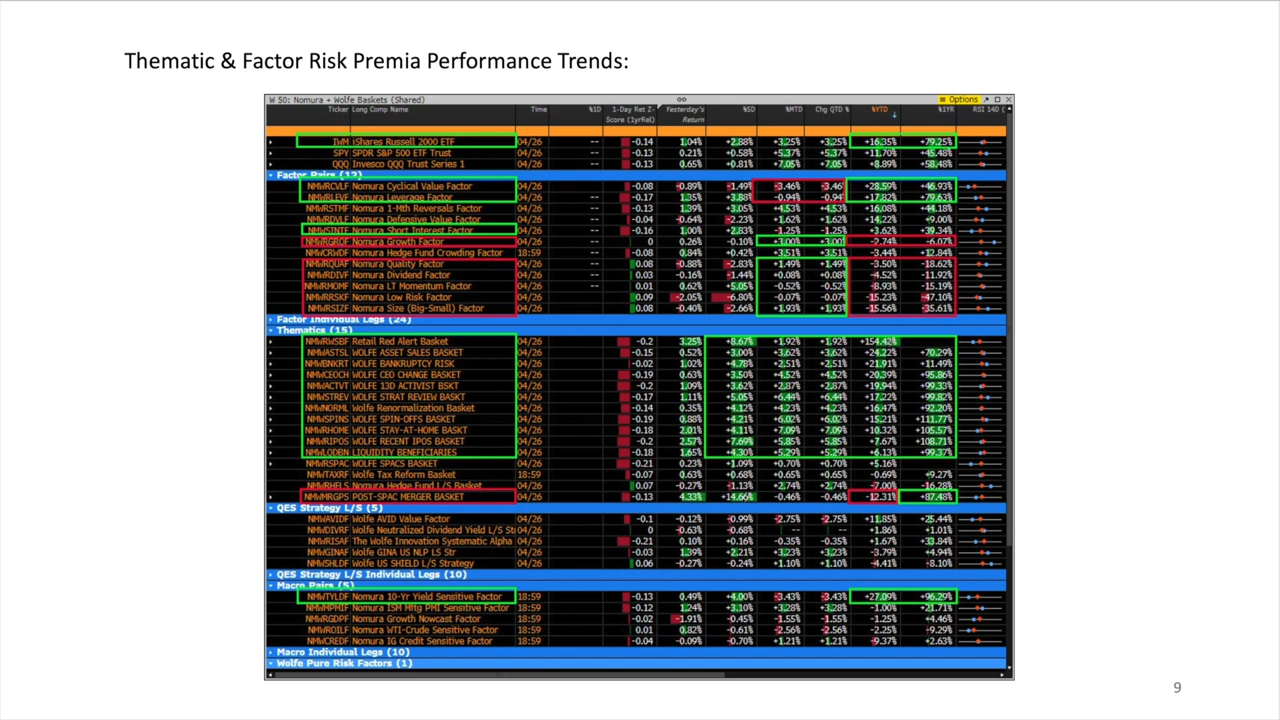 Thematic & Factor Risk Premia Performance Trends:
W 50: Nomura + Wolfe Baskets (Shared) Options
Ticker Long Comp Name Time %1D 1-Day Ret Z- Yesterday's %5D %MTD Chg QTD % %YTD %1YR RSI 14D (
Score (1yrRal) Return
IWM iShares Russell 2000 ETF 04/26 -- -0.14 1.04% +2.88% +3.25% +3.25% +16.35% +79.25%
SPY SPDR S&P 500 ETF Trust 04/26 -- -0.13 0.21% +0.58% +5.37% +5.37% +11.70% +45.48%
QQQ Invesco QQQ Trust Series 1 04/26 -- -0.13 0.65% +0.81% +7.05% +7.05% +8.89% +58.48%
Factor Pairs (12)
NMWRCVLF Nomura Cyclical Value Factor 04/26 -0.08 -0.89% -1.49% -3.46% -3.46% +28.59% +46.93%
NMWRLEVF Nomura Leverage Factor 04/26 -- -0.17 1.35% +3.88% -0.94% -0.94% +17.82% +79.63%
NMWRSTMF Nomura 1-Mth Reversals Factor 04/26 -- -0.13 4.39% +3.05% +4.53% +4.53% +16.08% +44.18%
NMWRDVLF Nomura Defensive Value Factor 04/26 -- -0.04 -0.64% -2.23% +1.62% +1.62% +14.22% +9.00%
NMWSINTF Nomura Short Interest Factor 04/26 -- -0.16 1.00% +2.83% -1.25% -1.25% +3.62% +39.34%
NMWRGROF Nomura Growth Factor 04/26 0 0.26% -0.10% +3.00% +3.00% -2.74% -6.07%
NMWCRWDF Nomura Hedge Fund Crowding Factor 18:59 -- -0.08 0.84% +0.42% +3.51% +3.51% -3.44% +12.84%
NMWRQUAF Nomura Quality Factor 04/26 -- 0.08 -0.88% -2.83% +1.49% +1.49% -3.50% -18.62%
NMWRDIVF Nomura Dividend Factor 04/26 -- 0.03 -0.16% -1.44% +0.08% +0.08% -4.52% -11.92%
NMWRMOMF Nomura LT Momentum Factor 04/26 -- 0.01 0.62% +5.05% -0.52% -0.52% -8.93% -15.19%
NMWRRSKF Nomura Low Risk Factor 04/26 0.09 -2.05% -6.80% -0.07% -0.07% -15.23% -47.10%
NMWRSIZF Nomura Size (Big-Small) Factor 04/26 0.08 -0.40% -2.66% +1.93% +1.93% -15.56% -35.61%
Factor Individual Legs (24)
Thematics (15)
NMWRWSBF Retail Red Alert Basket 04/26 -0.2 3.25% +8.67% +1.92% +1.92% +154.42%
NMWASTSL WOLFE ASSET SALES BASKET 04/26 -0.15 0.52% +3.00% +3.62% +3.62% +24.22% +70.29%
NMWBNKRT WOLFE BANKRUPTCY RISK 04/26 -0.02 1.02% +4.78% +2.51% +2.51% +21.91% +11.49%
NMWCEOCH WOLFE CEO CHANGE BASKET 04/26 -0.19 0.63% +3.50% +4.52% +4.52% +20.39% +95.86%
NMWACTVT WOLFE 13D ACTIVIST BSKT 04/26 -0.2 1.09% +3.62% +2.87% +2.87% +19.94% +99.33%
NMWSTREV WOLFE STRAT REVIEW BASKT 04/26 -0.17 1.11% +5.05% +6.44% +6.44% +17.22% +99.82%
NMWNORML Wolfe Renormalization Basket 04/26 -0.14 0.35% +4.12% +4.23% +4.23% +16.47% +92.20%
NMWSPINS WOLFE SPIN-OFFS BASKET 04/26 -0.19 0.88% +4.21% +6.02% +6.02% +15.21% +111.77%
NMWRHOME WOLFE STAY-AT-HOME BASKT 04/26 -0.18 2.01% +4.11% +7.09% +7.09% +10.32% +105.57%
NMWRIPOS WOLFE RECENT IPOS BASKET 04/26 -0.2 2.57% +7.69% +5.85% +5.85% +7.67% +108.71%
NMWLQDBN LIQUIDITY BENEFICIARIES 04/26 -0.18 1.65% +4.30% +5.29% +5.29% +6.13% +99.37%
NMWRSPAC WOLFE SPACS BASKET 04/26 -0.21 0.23% +1.09% +0.70% +0.70% +5.16%
NMWTAXRF Wolfe Tax Reform Basket 18:59 -0.07 0.27% +0.68% +0.65% +0.65% -0.69% +9.27%
NMWRHFLS Nomura Hedge Fund L/S Basket 04/26 0.07 -0.27% -1.13% +2.74% +2.74% -7.00% -16.28%
NMWMRGPS POST-SPAC MERGER BASKET 04/26 -0.13 4.33% +14.66% -0.46% -0.46% -12.31% +87.48%
QES Strategy L/S (5)
NMWAVIDF Wolfe AVID Value Factor 04/26 -0.1 -0.12% -0.99% -2.75% -2.75% +11.85% +25.44%
NMWDIVRF Wolfe Neutralized Dividend Yield L/S Str 04/26 0 -0.63% -0.68% -- -- +1.86% +1.01%
NMWRISAF The Wolfe Innovation Systematic Alpha 04/26 -0.21 0.10% +0.16% -0.35% -0.35% +1.67% +33.84%
NMWGINAF Wolfe GINA US NLP LS Str 04/26 -0.03 1.39% +2.21% +3.23% +3.23% -3.79% +4.94%
NMWSHLDF Wolfe US SHIELD L/S Strategy 04/26 0.06 -0.27% -0.24% +1.10% +1.10% -4.41% -8.10%
QES Strategy L/S Individual Legs (10)
Macro Pairs (5)
NMWTYLDF Nomura 10-Yr Yield Sensitive Factor 18:59 -0.13 0.49% +4.00% -3.43% -3.43% +27.09% +96.29%
NMWMPMIF Nomura ISM Mftg PMI Sensitive Factor 18:59 -0.12 1.24% +3.10% +3.28% +3.28% -1.00% +21.71%
NMWRGDPF Nomura Growth Nowcast Factor 18:59 -0.02 -1.91% -0.45% -1.55% -1.55% -1.25% +4.46%
NMWROILF Nomura WTI-Crude Sensitive Factor 18:59 0.01 0.82% -0.61% -2.56% -2.56% -2.25% -9.29%
NMWCREDF Nomura IG Credit Sensitive Factor 18:59 -0.04 -0.09% -0.70% +1.21% +1.21% -9.37% +2.63%
Macro Individual Legs (10)
Wolfe Pure Risk Factors (1)
9